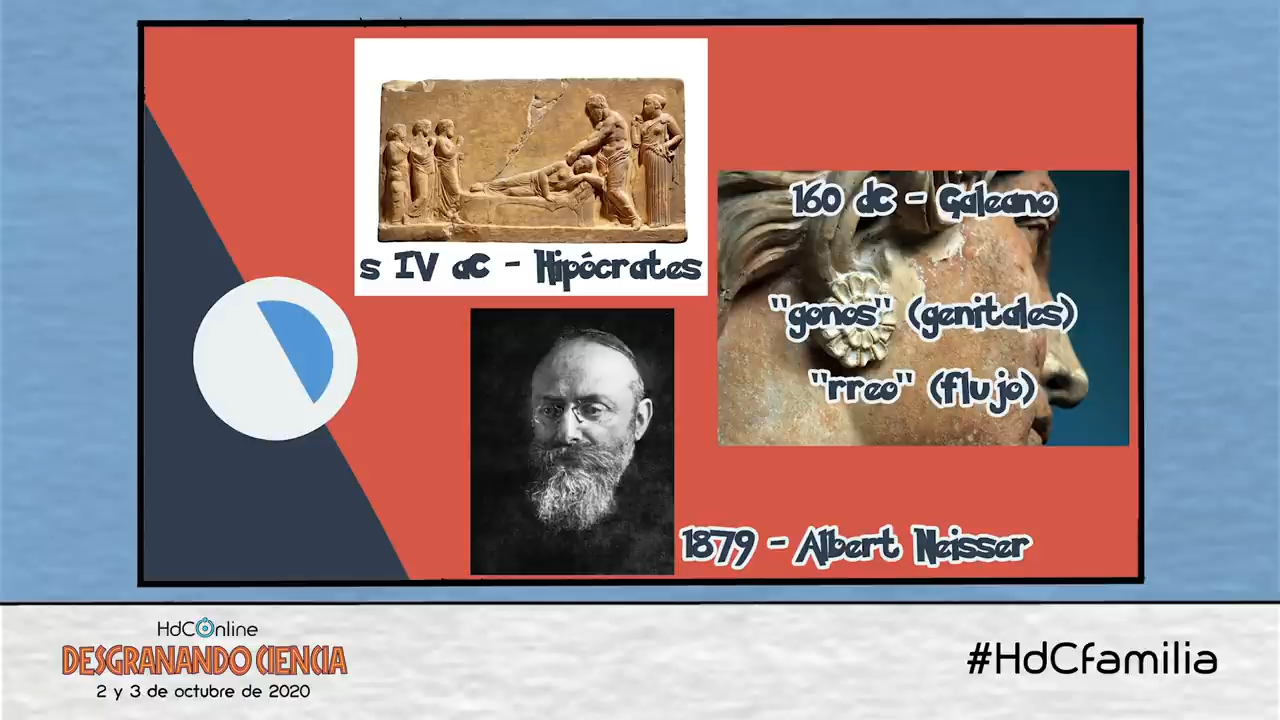 s IV aC - Hipócrates
160 dC - Galeano
"gonos" (genitales)
"rreo" (flujo)
1879 - Albert Neisser
HdCOnline
DESGRANANDO CIENCIA
2 y 3 de octubre de 2020
#HdCfamilia